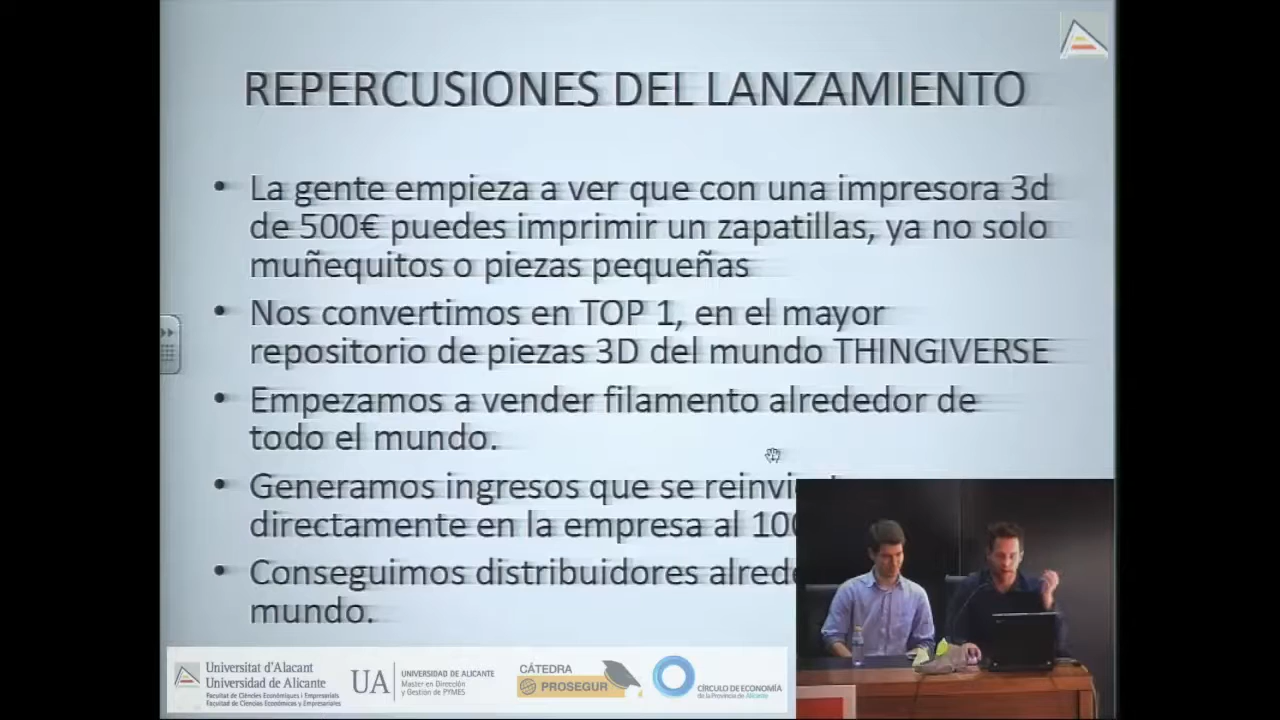 REPERCUSIONES DEL LANZAMIENTO
• La gente empieza a ver que con una impresora 3d
de 500€ puedes imprimir un zapatillas, ya no solo
muñequitos o piezas pequeñas
• Nos convertimos en TOP 1, en el mayor
repositorio de piezas 3D del mundo THINGIVERSE
• Empezamos a vender filamento alrededor de
todo el mundo.
• Generamos ingresos que se
directamente en la empresa al
• Conseguimos distribuidores
mundo.
Universitat d'Alacant
Universidad de Alicante
Facultat de Ciències Econòmiques i Empresarials
Facultad de Ciencias Económicas y Empresariales
UA
UNIVERSIDAD DE ALICANTE
Master en Dirección
y Gestión de PYMES
CÁTEDRA
PROSEGUR
CÍRCULO DE ECONOMÍA
de la Provincia de Alicante